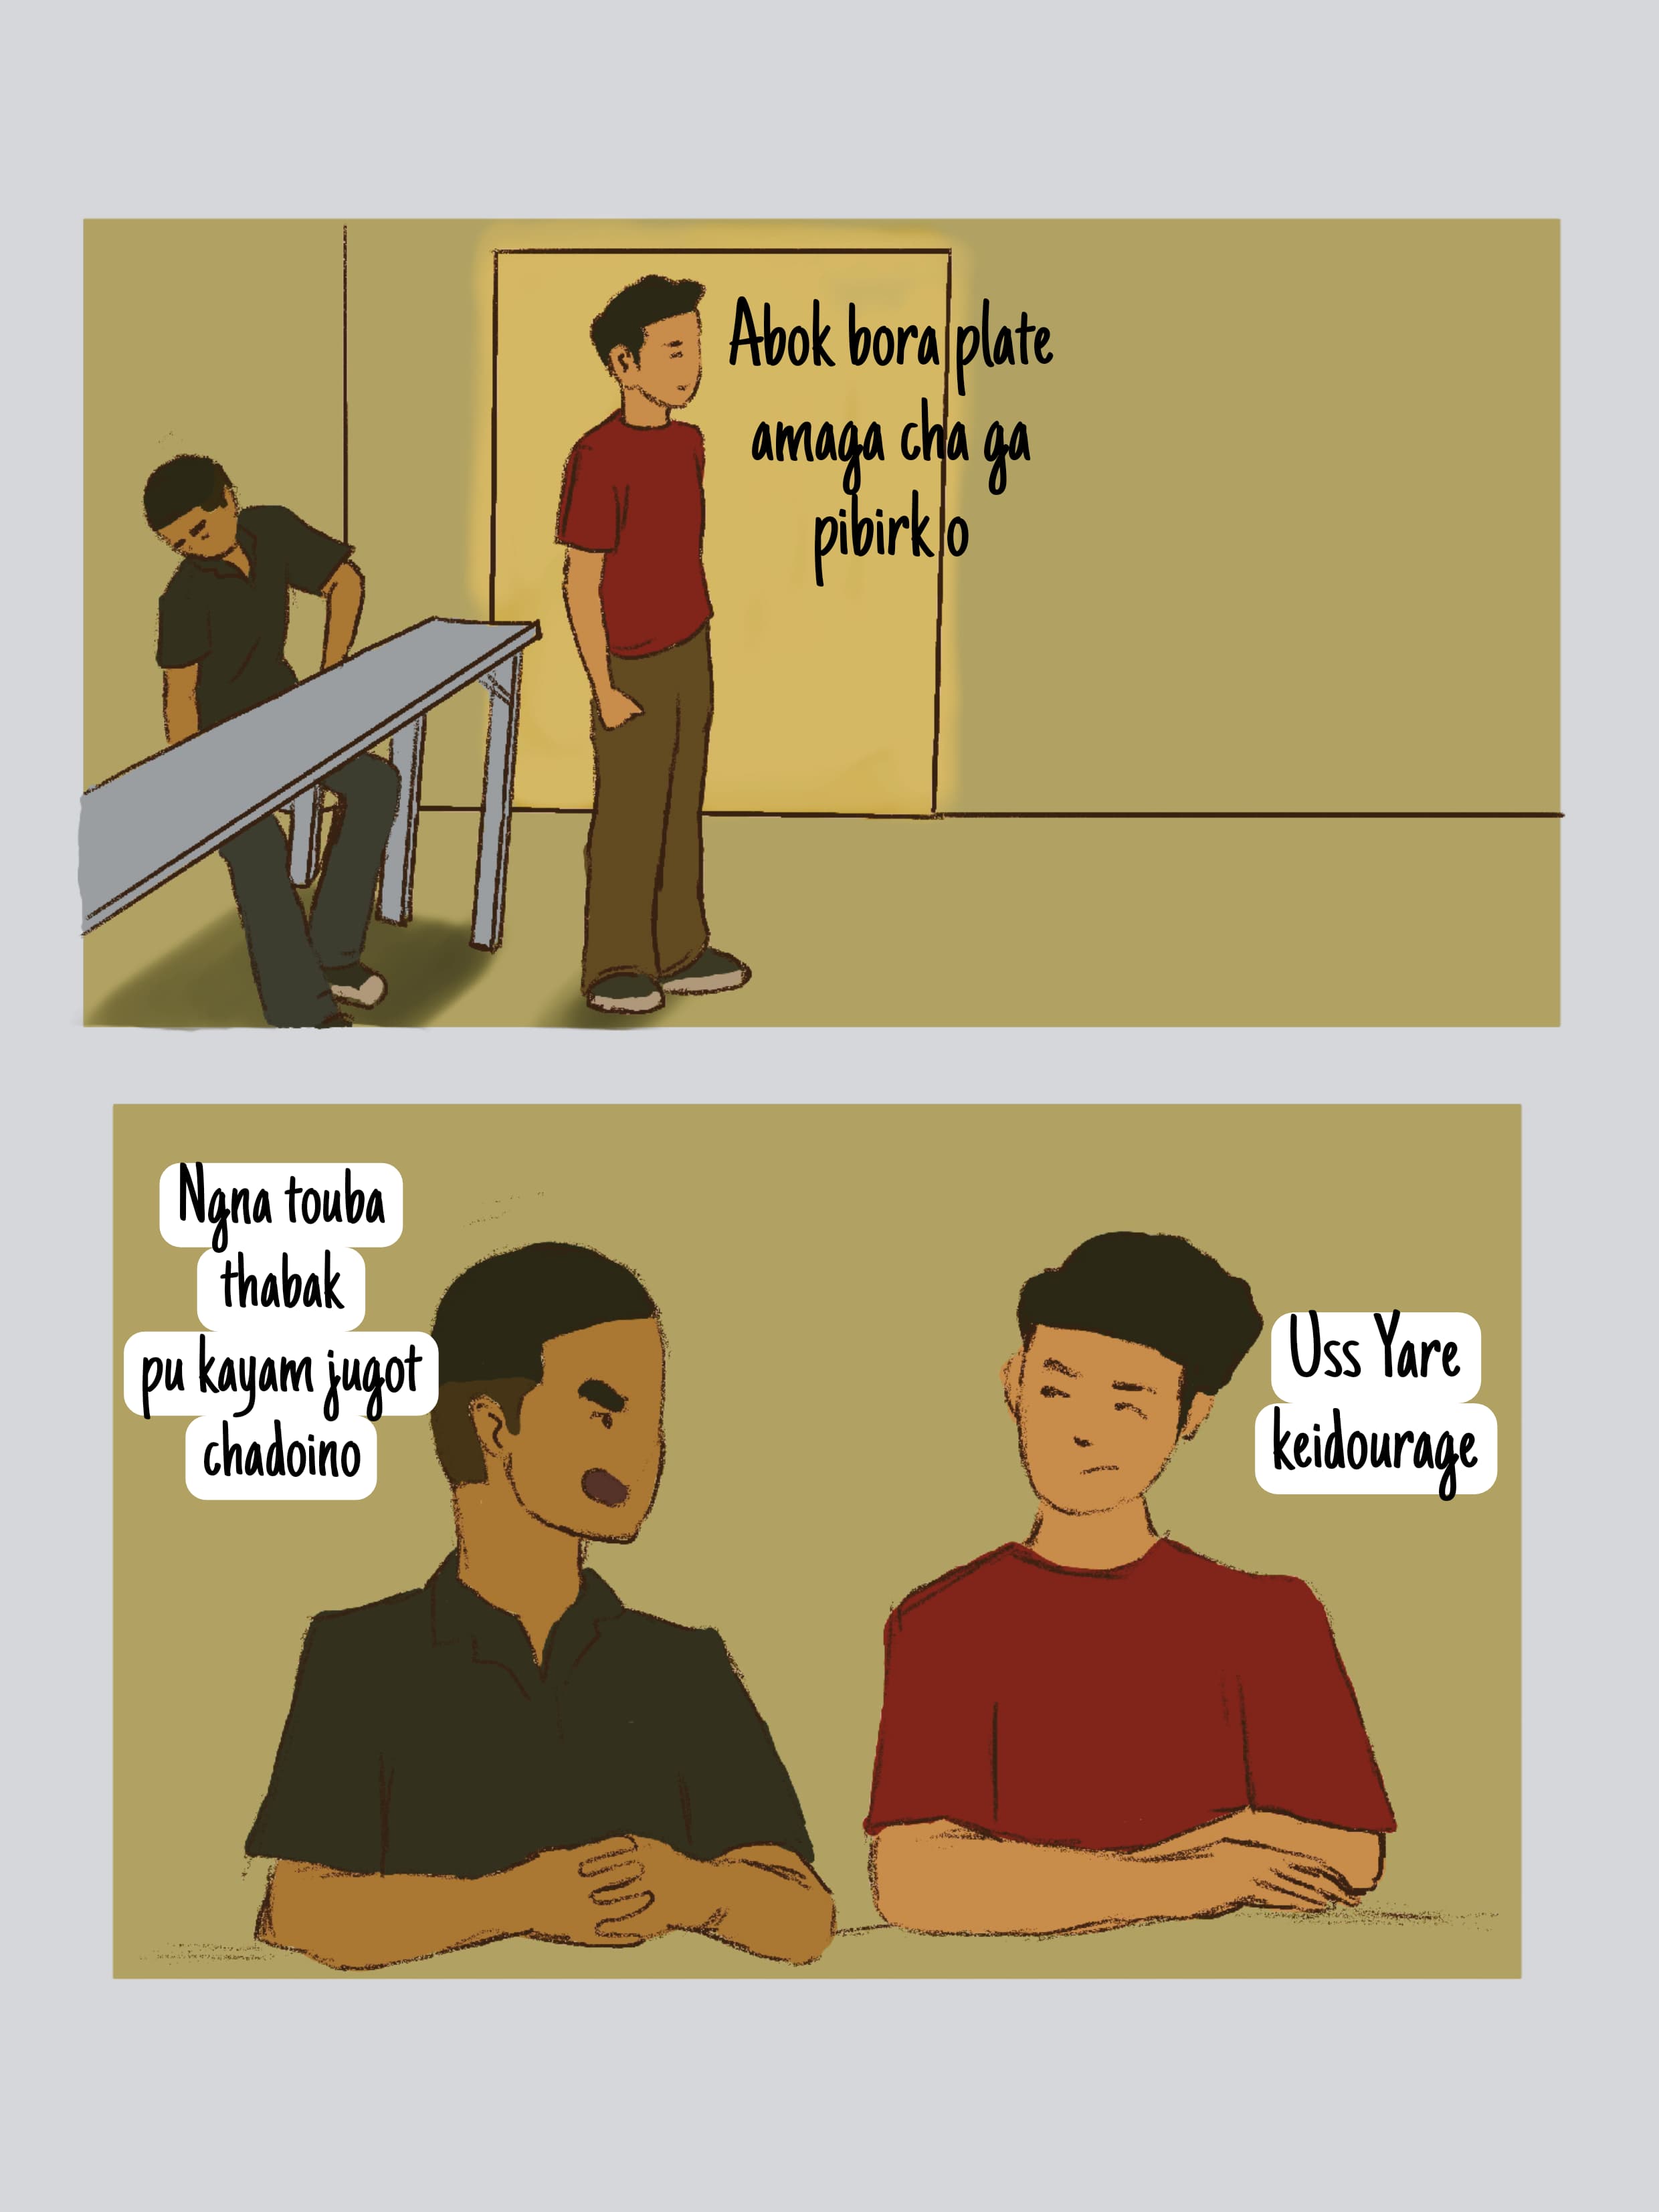 Abok bora plate
amaga cha ga
pibirk o
Ngna touba
thabak
pu kayam jugot
chadoino
Uss Yare
keidourage